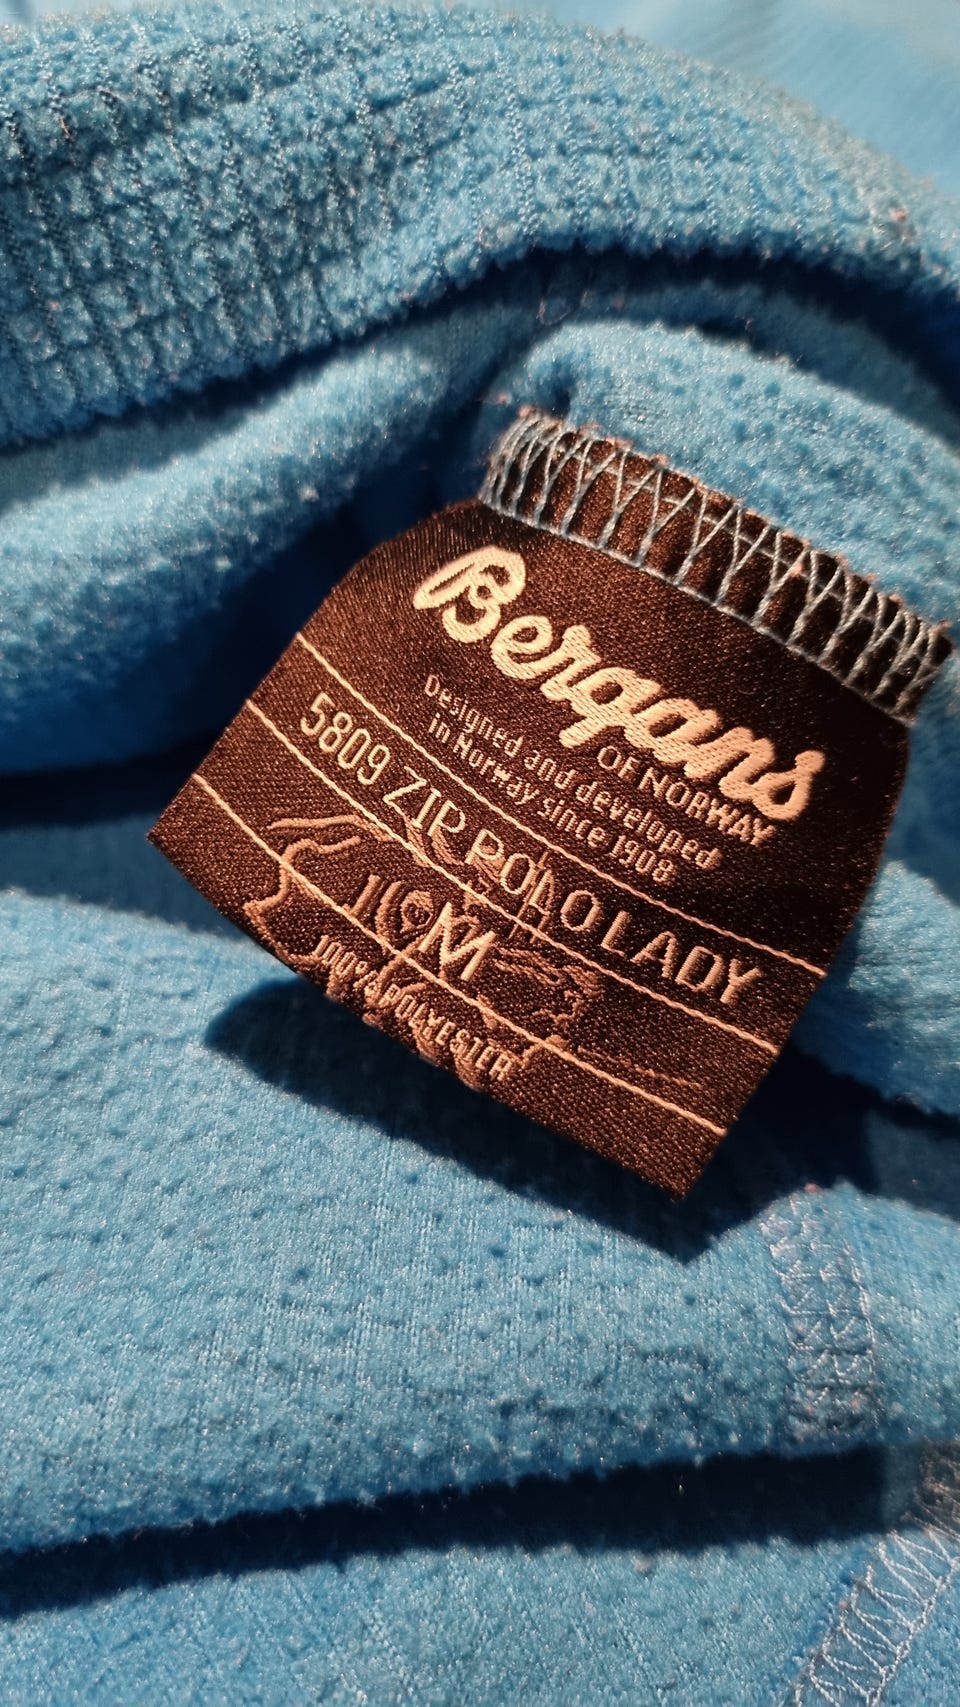 Bergans
OF NORWAY
Designed and developed
in Norway since 1908
5809 ZIP POLO LADY
M
100% POLYESTER